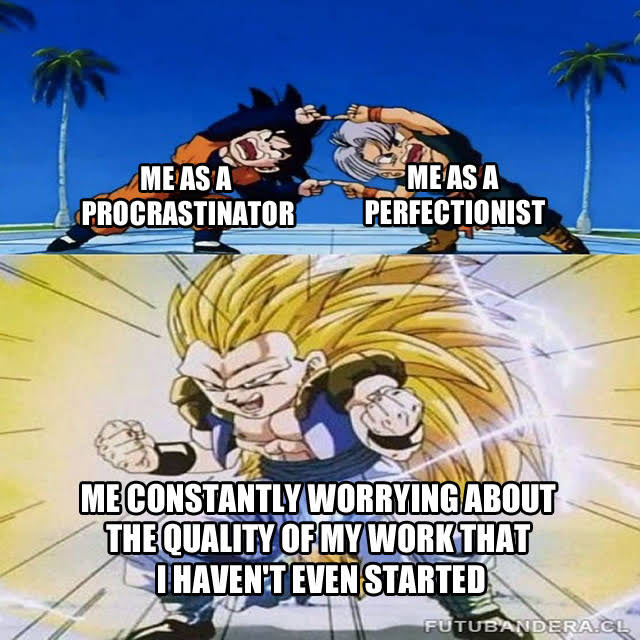 ME AS A
PROCRASTINATOR
ME AS A
PERFECTIONIST
ME CONSTANTLY WORRYING ABOUT
THE QUALITY OF MY WORK THAT
I HAVEN'T EVEN STARTED
FUTUBANDERA.CL